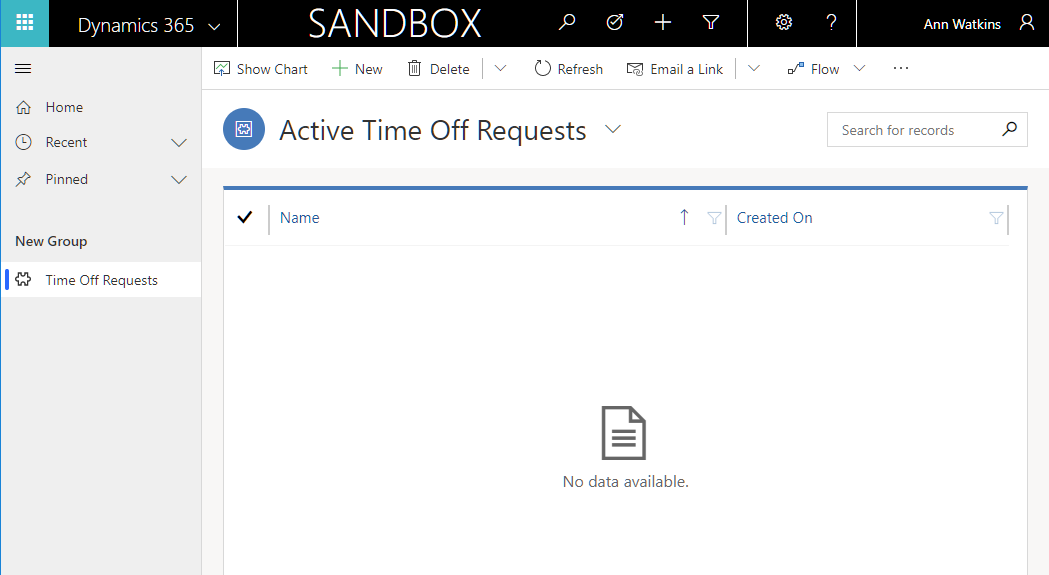 Dynamics 365 SANDBOX ? Ann Watkins
Show Chart New Delete Refresh Email a Link Flow ...
Home
Recent
Pinned
New Group
Time Off Requests
Active Time Off Requests
Search for records
Name Created On
No data available.